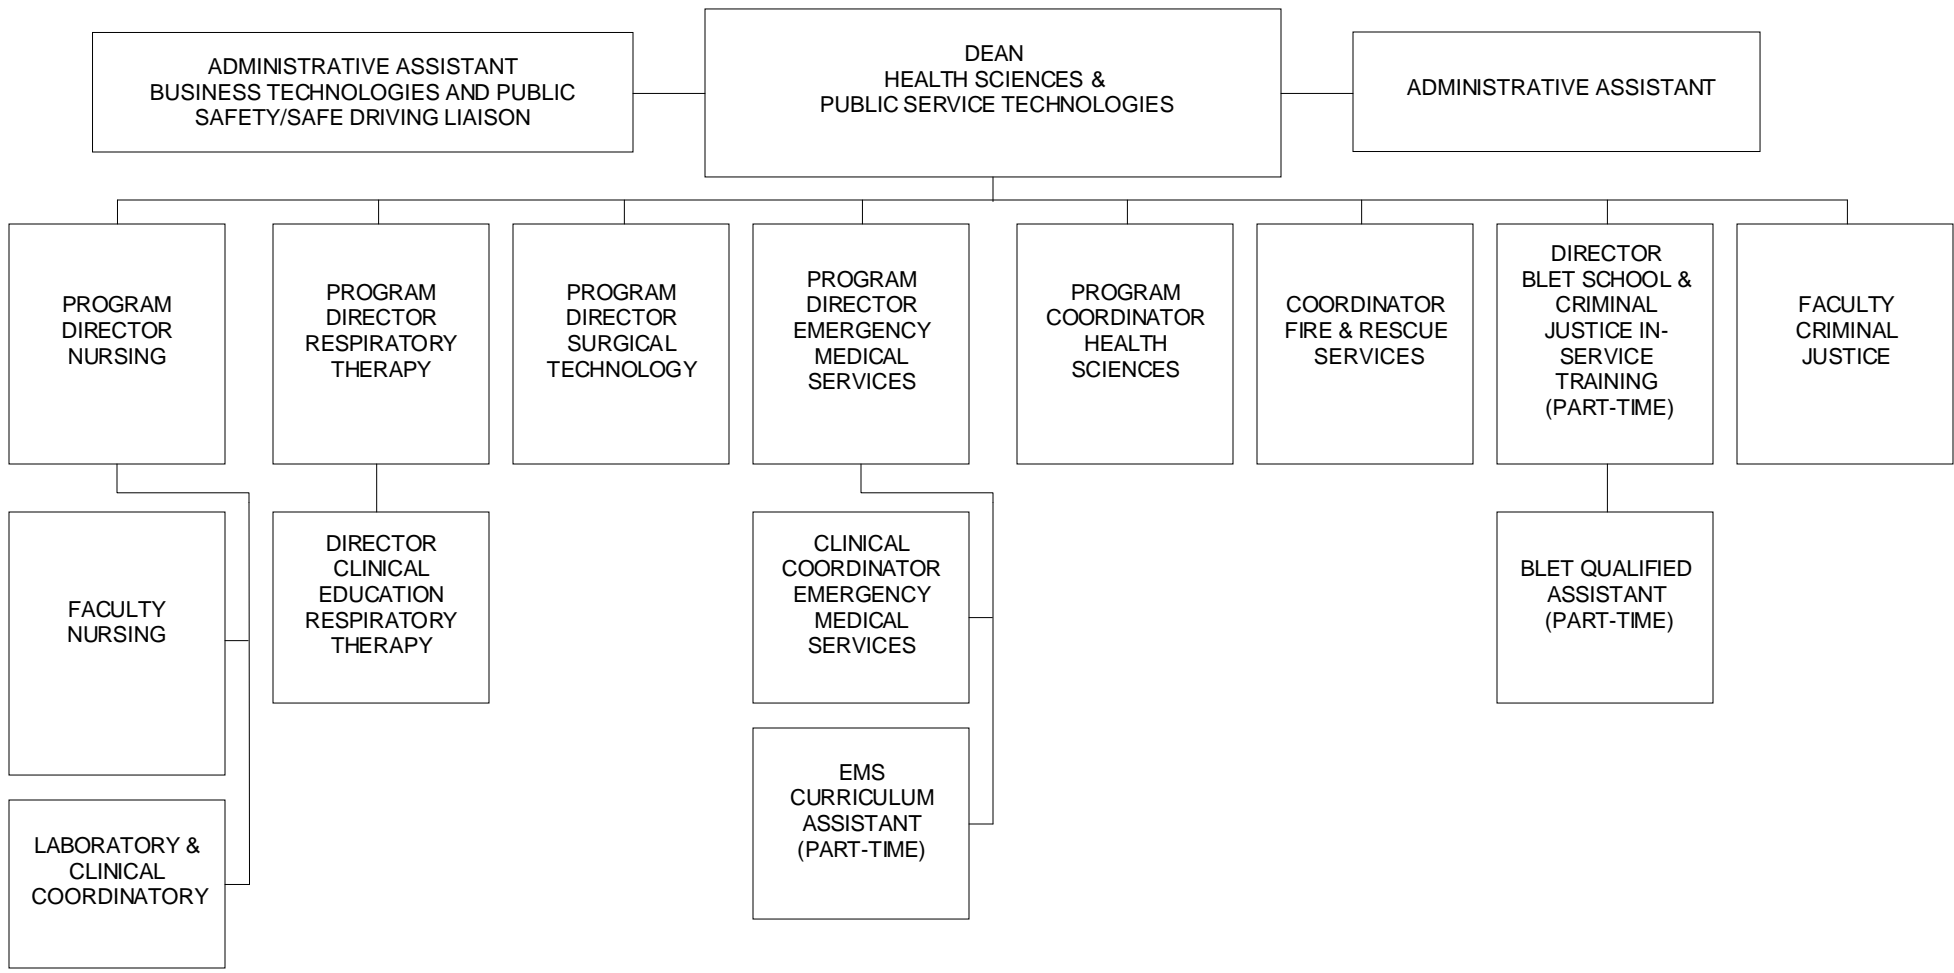 ADMINISTRATIVE ASSISTANT
BUSINESS TECHNOLOGIES AND PUBLIC
SAFETY/SAFE DRIVING LIAISON
DEAN
HEALTH SCIENCES &
PUBLIC SERVICE TECHNOLOGIES
ADMINISTRATIVE ASSISTANT
PROGRAM
DIRECTOR
NURSING
PROGRAM
DIRECTOR
RESPIRATORY
THERAPY
PROGRAM
DIRECTOR
SURGICAL
TECHNOLOGY
PROGRAM
DIRECTOR
EMERGENCY
MEDICAL
SERVICES
PROGRAM
COORDINATOR
HEALTH
SCIENCES
COORDINATOR
FIRE & RESCUE
SERVICES
DIRECTOR
BLET SCHOOL &
CRIMINAL
JUSTICE IN-
SERVICE
TRAINING
(PART-TIME)
FACULTY
CRIMINAL
JUSTICE
FACULTY
NURSING
DIRECTOR
CLINICAL
EDUCATION
RESPIRATORY
THERAPY
CLINICAL
COORDINATOR
EMERGENCY
MEDICAL
SERVICES
BLET QUALIFIED
ASSISTANT
(PART-TIME)
LABORATORY &
CLINICAL
COORDINATORY
EMS
CURRICULUM
ASSISTANT
(PART-TIME)